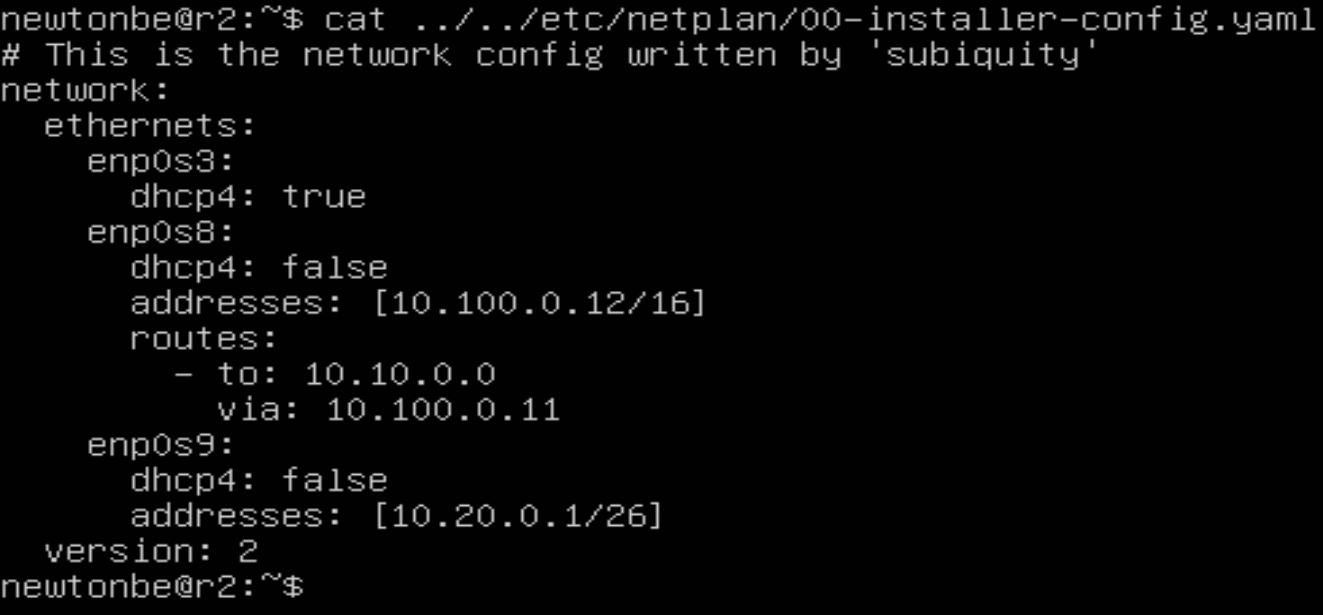 newtonbe@r2:~$ cat ../../etc/netplan/00-installer-config.yaml
# This is the network config written by 'subiquity'
network:
  ethernets:
    enp0s3:
      dhcp4: true
    enp0s8:
      dhcp4: false
      addresses: [10.100.0.12/16]
      routes:
        - to: 10.10.0.0
          via: 10.100.0.11
    enp0s9:
      dhcp4: false
      addresses: [10.20.0.1/26]
  version: 2
newtonbe@r2:~$